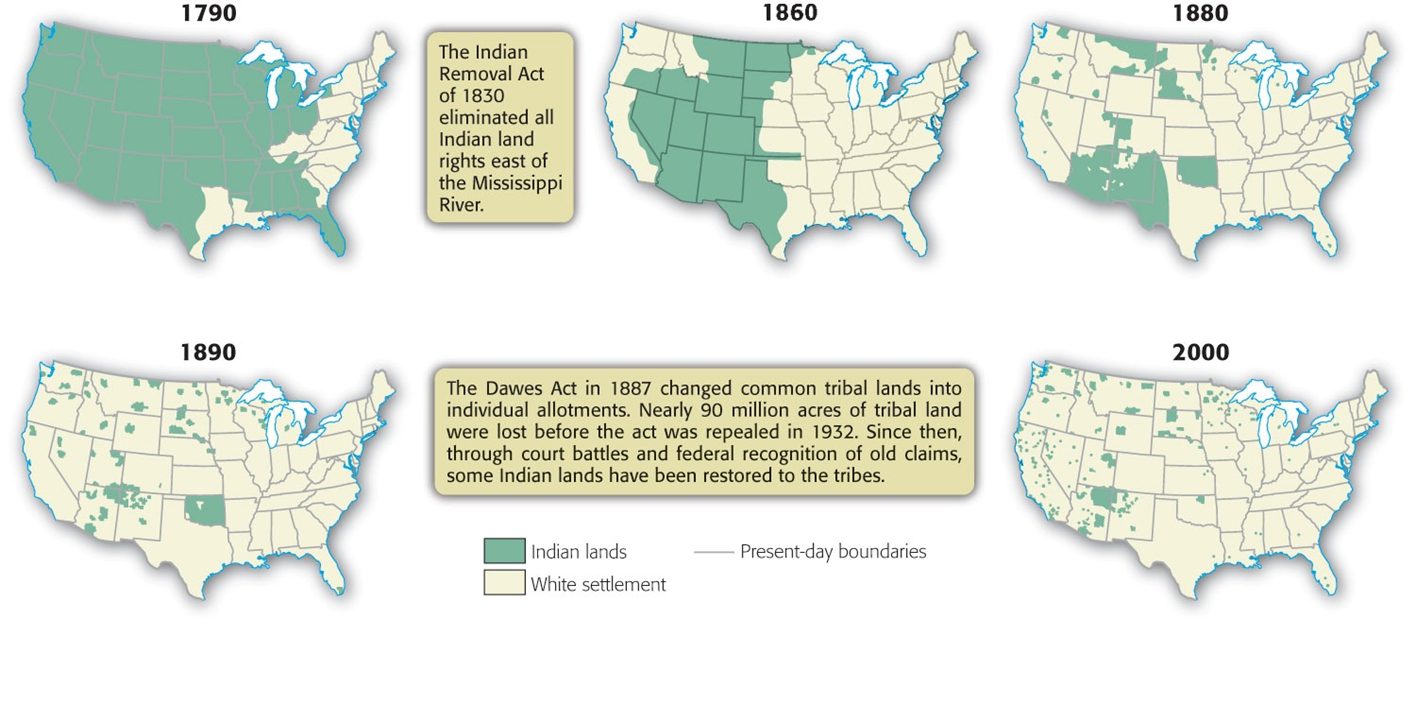 1790
1860
1880
The Indian
Removal Act
of 1830
eliminated all
Indian land
rights east of
the Mississippi
River.
1890
2000
The Dawes Act in 1887 changed common tribal lands into
individual allotments. Nearly 90 million acres of tribal land
were lost before the act was repealed in 1932. Since then,
through court battles and federal recognition of old claims,
some Indian lands have been restored to the tribes.
Indian lands
Present-day boundaries
White settlement